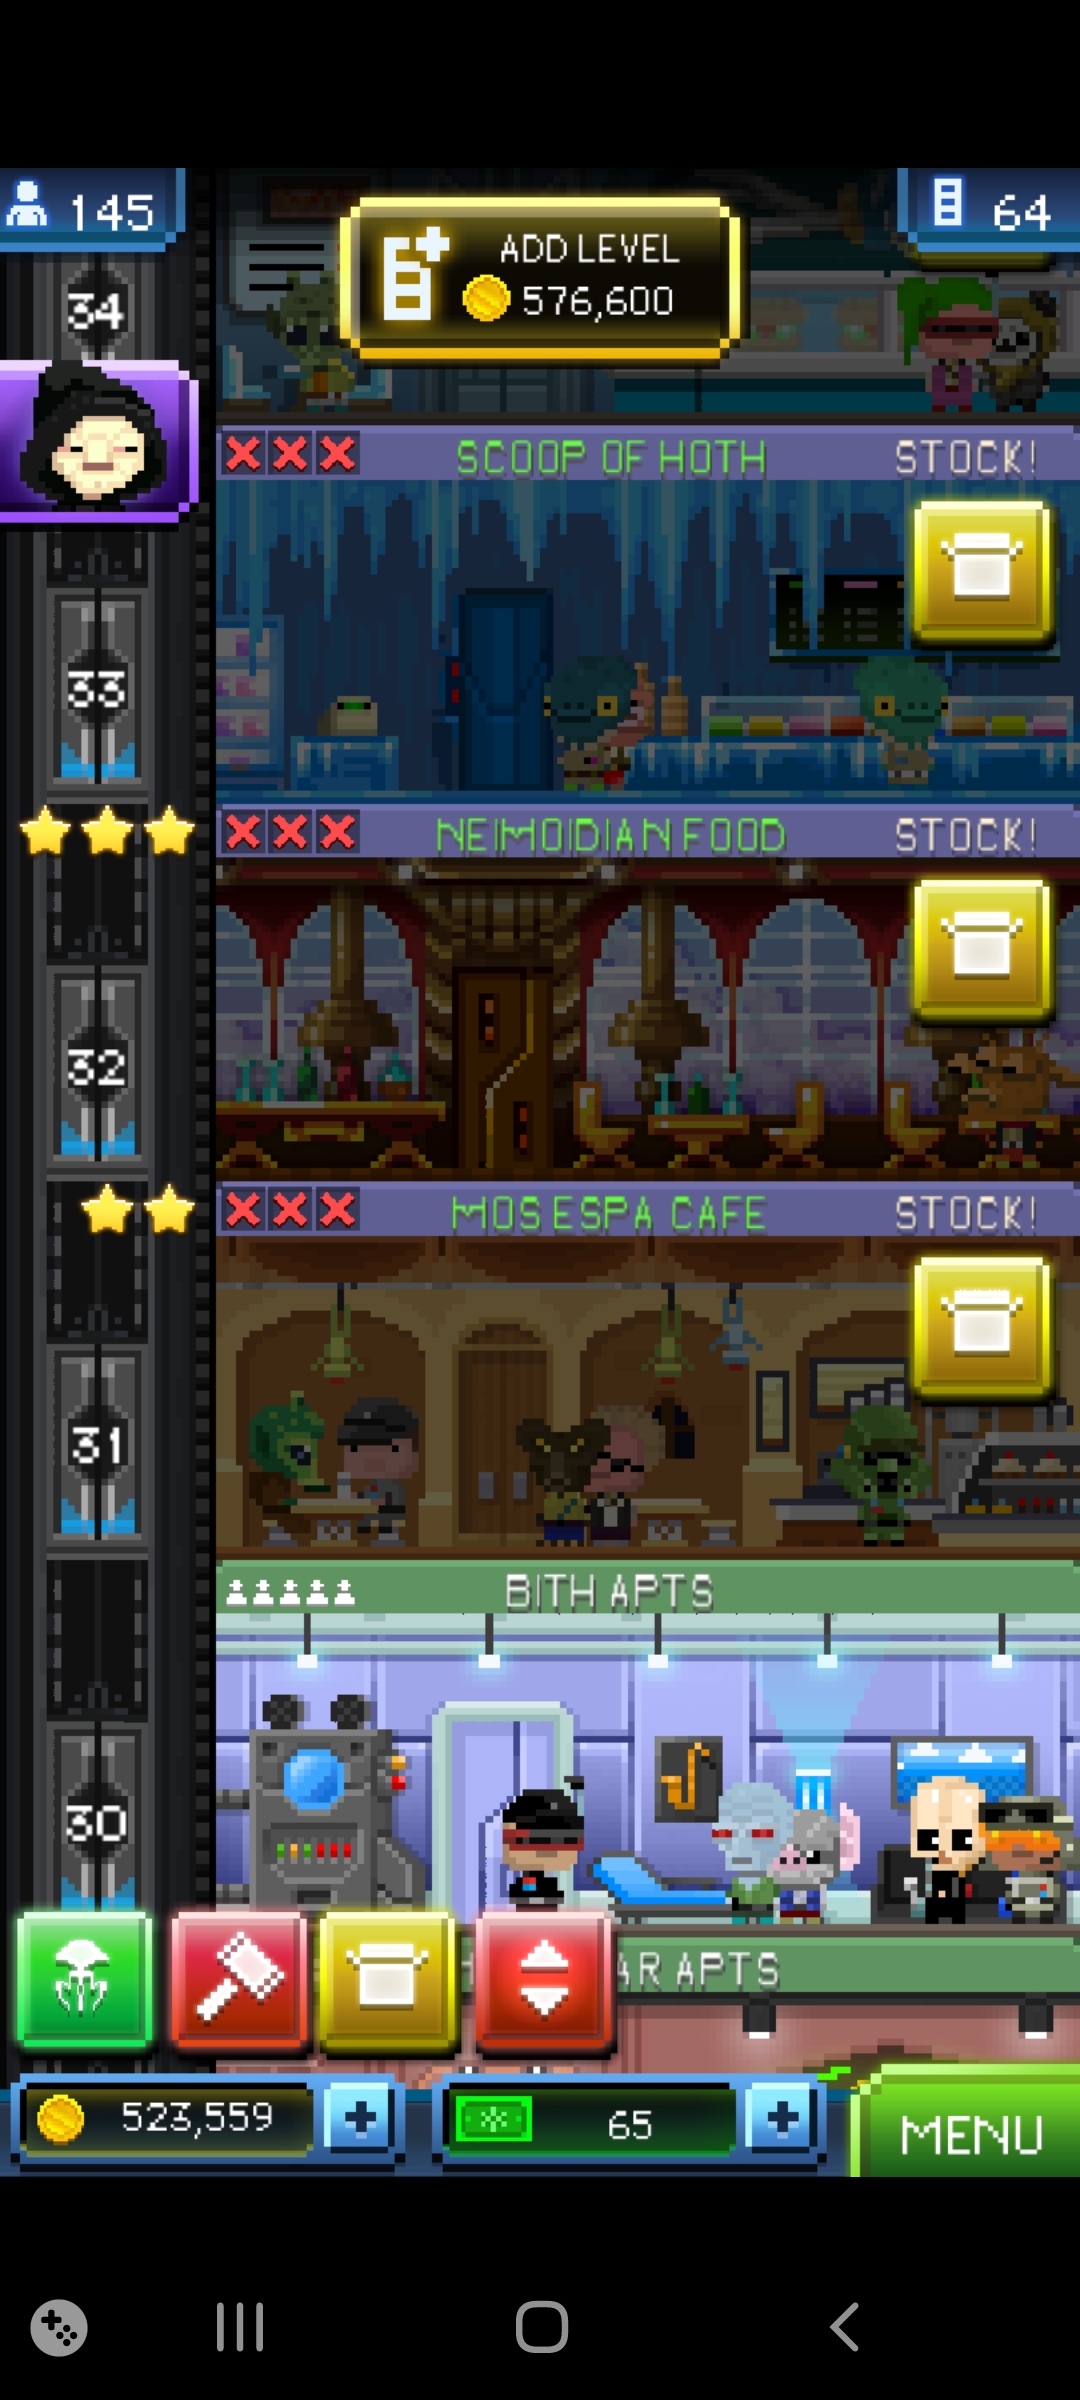 145
ADD LEVEL
576,600
64
34
SCOOP OF HOTH
STOCK!
33
NEIMOIDIAN FOOD
STOCK!
32
MOS ESPA CAFE
STOCK!
31
BITH APTS
30
AR APTS
523,559
65
MENU